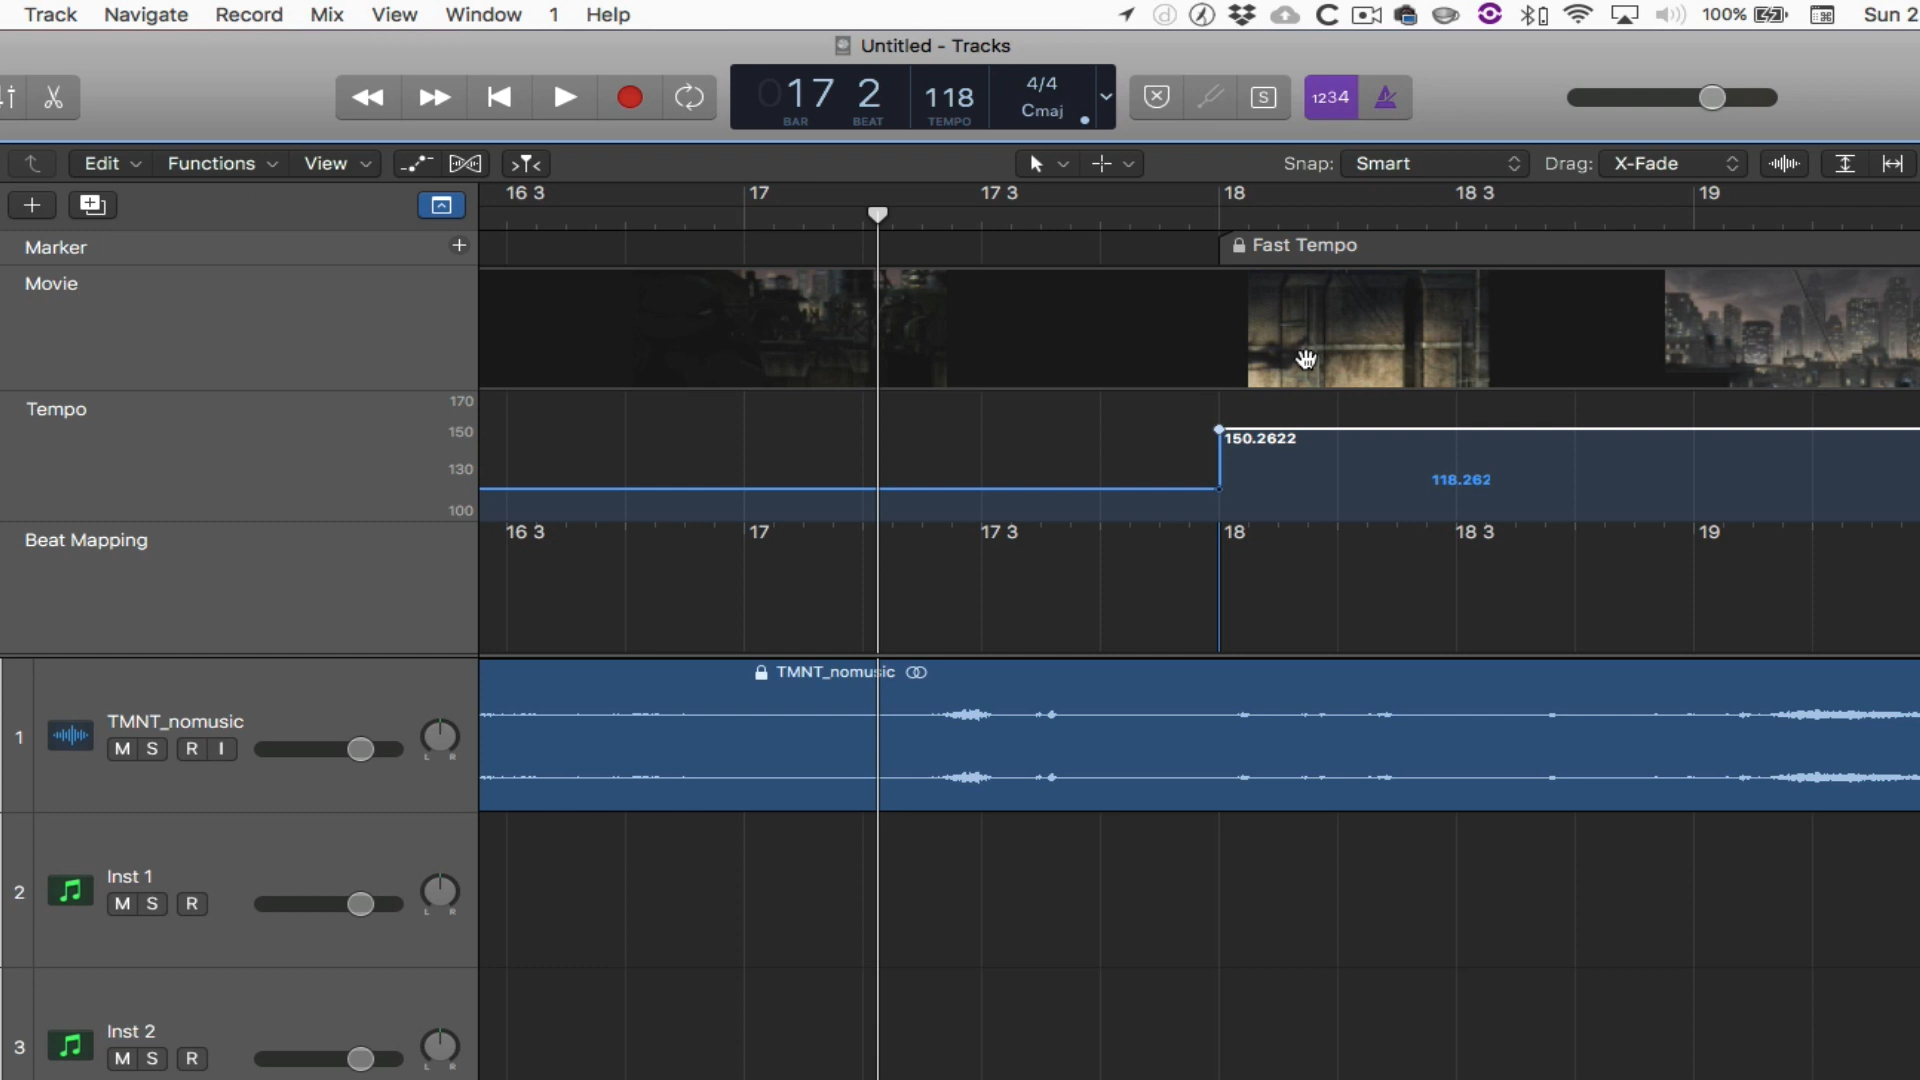 Track Navigate Record Mix View Window 1 Help 100% Sun 2
Untitled - Tracks
17 2 118 4/4 Cmaj
BAR BEAT TEMPO
S 1234
Edit Functions View Snap: Smart Drag: X-Fade
16 3 17 17 3 18 18 3 19
Marker + Fast Tempo
Movie
Tempo 170
150
130
100
150.2622
118.262
Beat Mapping 16 3 17 17 3 18 18 3 19
TMNT_nomusic
1 TMNT_nomusic
M S R I L R
2 Inst 1
M S R L R
3 Inst 2
M S R L R